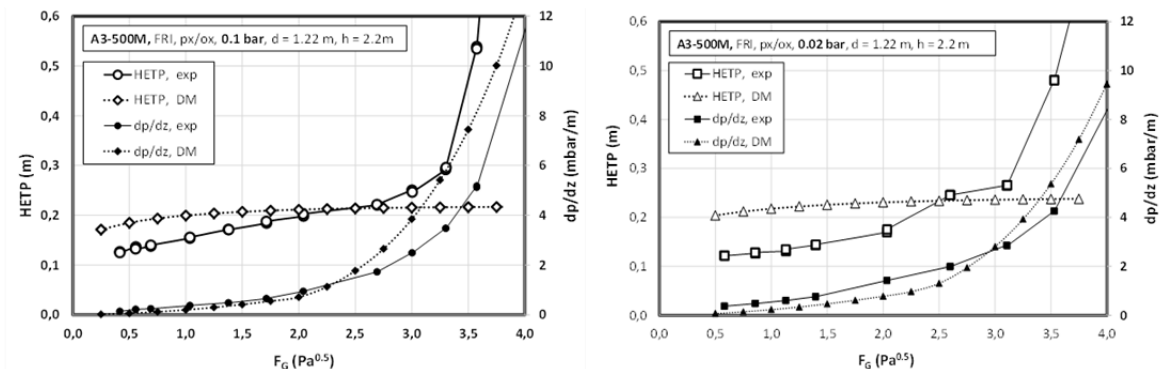 A3-500M, FRI, px/ox, 0.1 bar, d = 1.22 m, h = 2.2m
HETP, exp
HETP, DM
dp/dz, exp
dp/dz, DM
HETP (m)
0,6
0,5
0,4
0,3
0,2
0,1
0,0
dp/dz (mbar/m)
12
10
8
6
4
2
0
0,0 0,5 1,0 1,5 2,0 2,5 3,0 3,5 4,0
F_G (Pa^0.5)
A3-500M, FRI, px/ox, 0.02 bar, d = 1.22 m, h = 2.2 m
HETP, exp
HETP, DM
dp/dz, exp
dp/dz, DM
HETP (m)
0,6
0,5
0,4
0,3
0,2
0,1
0,0
dp/dz (mbar/m)
12
10
8
6
4
2
0
0,0 0,5 1,0 1,5 2,0 2,5 3,0 3,5 4,0
F_G (Pa^0.5)